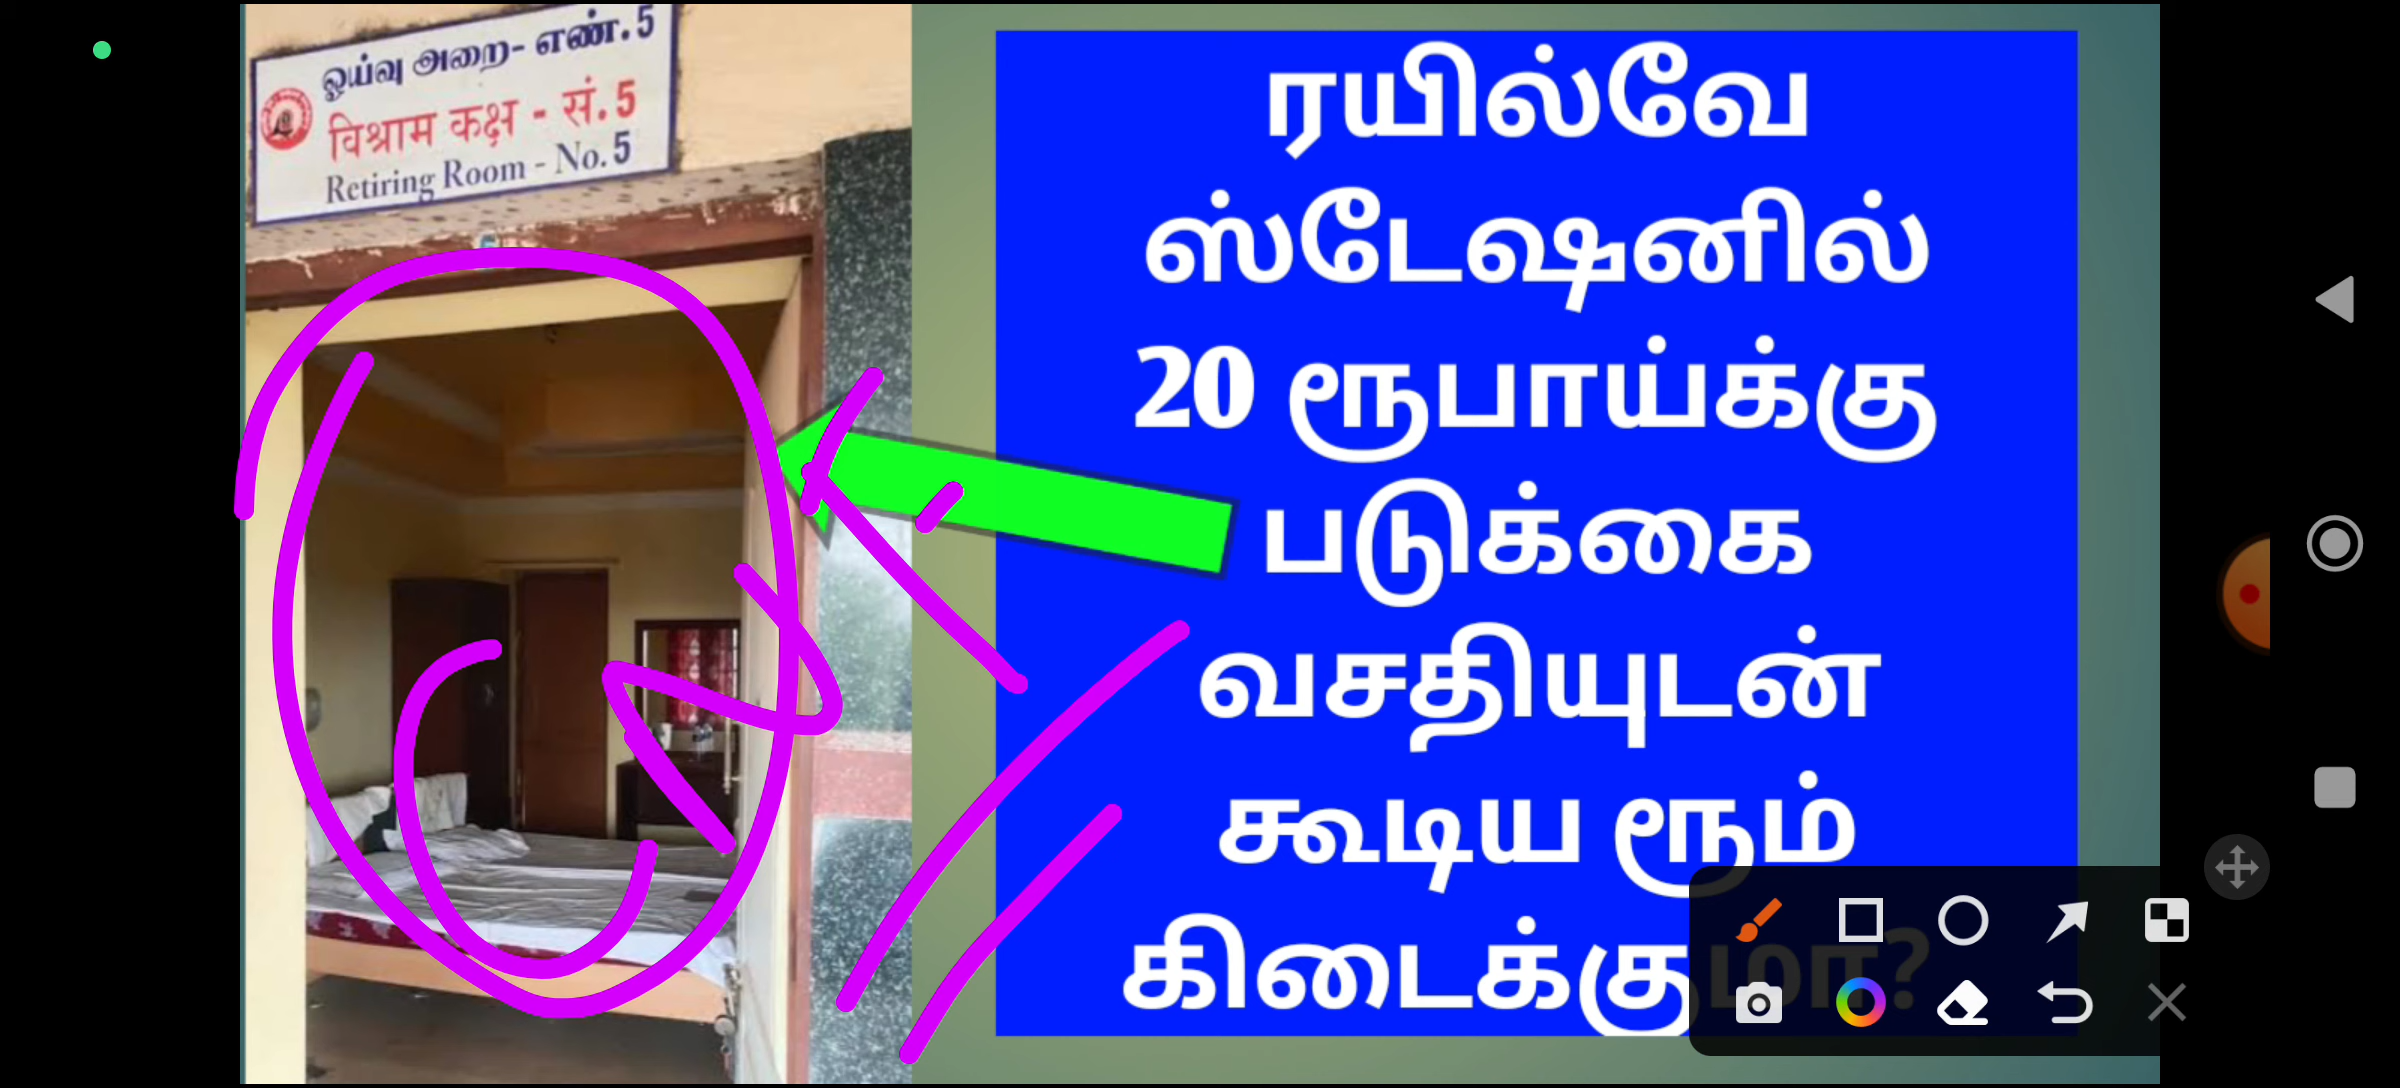 ஓய்வு அறை- எண்.5
विश्राम कक्ष - सं.5
Retiring Room - No.5
ரயில்வே
ஸ்டேஷனில்
20 ரூபாய்க்கு
படுக்கை
வசதியுடன்
கூடிய ரூம்
கிடைக்குமா?